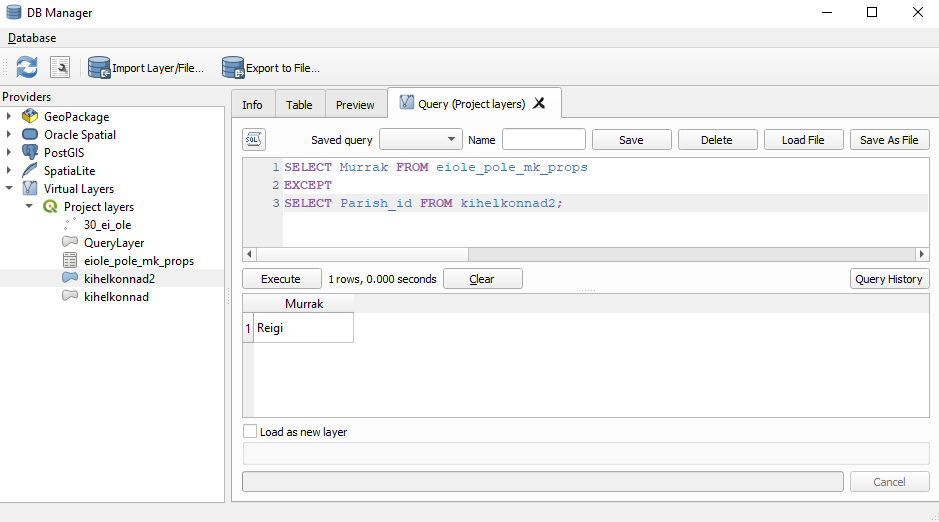 DB Manager
Database
Import Layer/File...
Export to File...
Providers
GeoPackage
Oracle Spatial
PostGIS
SpatiaLite
Virtual Layers
Project layers
30_ei_ole
QueryLayer
eiole_pole_mk_props
kihelkonnad2
kihelkonnad
Info Table Preview Query (Project layers)
SQL Saved query Name Save Delete Load File Save As File
1 SELECT Murrak FROM eiole_pole_mk_props
2 EXCEPT
3 SELECT Parish_id FROM kihelkonnad2;
Execute 1 rows, 0.000 seconds Clear Query History
Murrak
1 Reigi
Load as new layer
Cancel